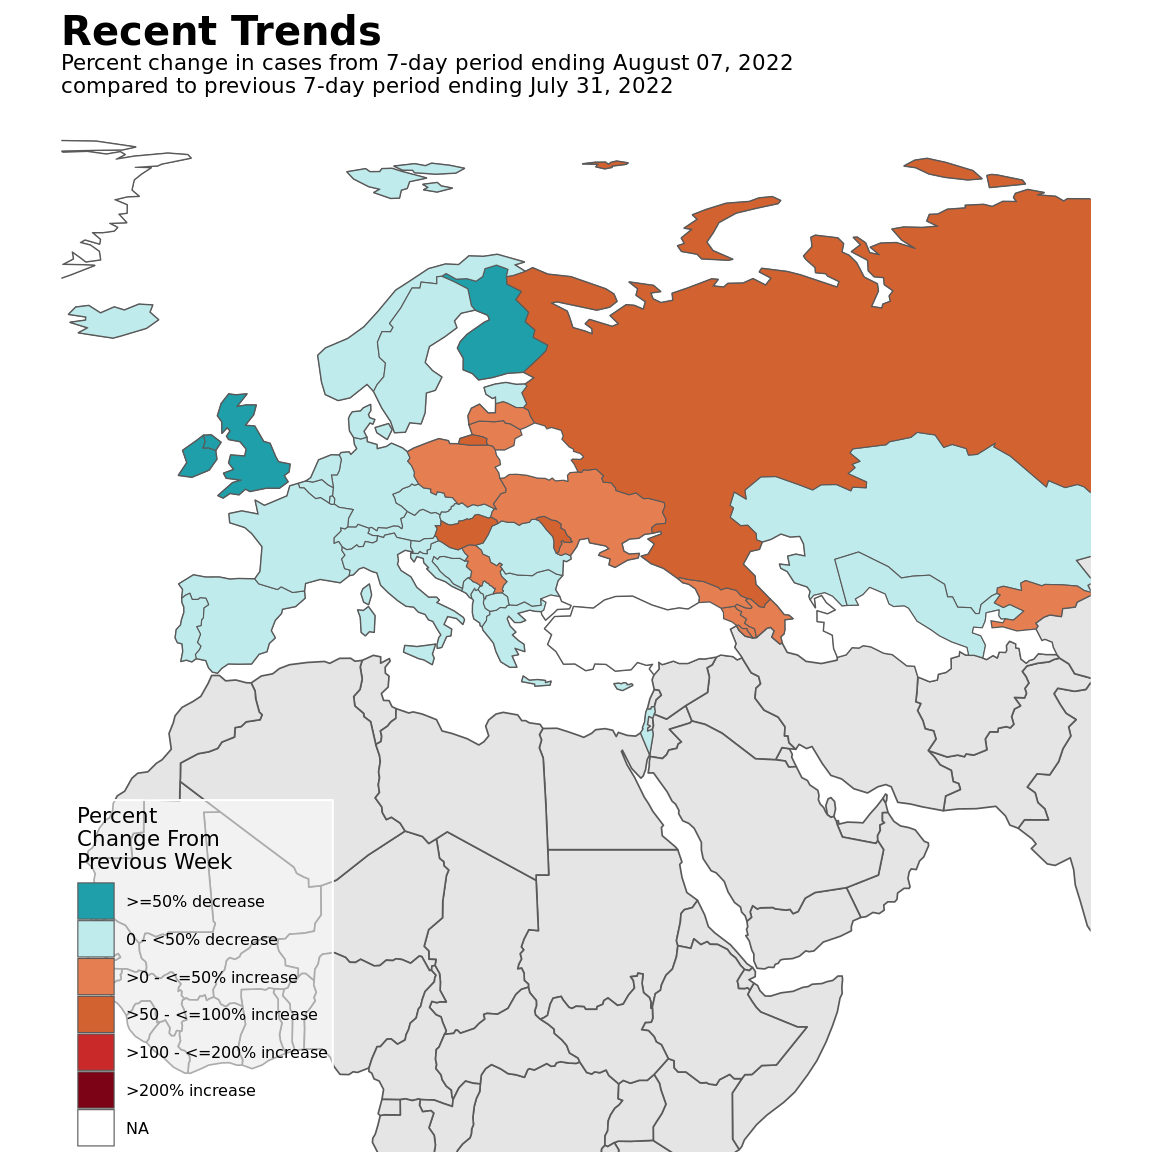 Recent Trends
Percent change in cases from 7-day period ending August 07, 2022
compared to previous 7-day period ending July 31, 2022
Percent
Change From
Previous Week
>=50% decrease
0 - <50% decrease
>0 - <=50% increase
>50 - <=100% increase
>100 - <=200% increase
>200% increase
NA